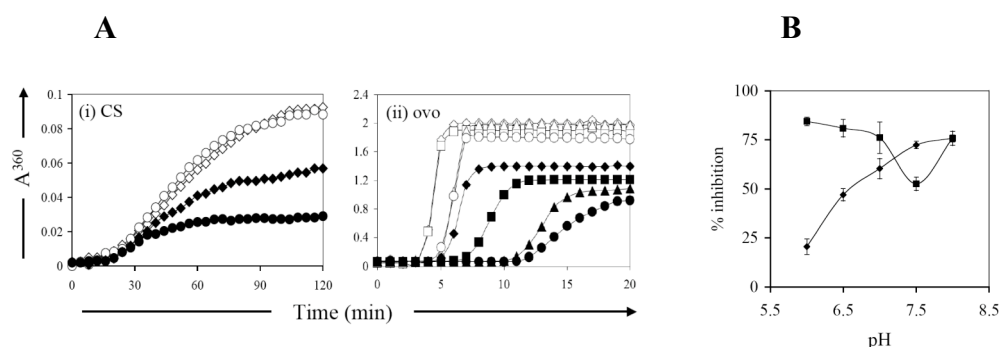 A
B
(i) CS
(ii) ovo
A360
0.1
0.08
0.06
0.04
0.02
0
0 30 60 90 120
2.4
2
1.6
1.2
0.8
0.4
0.0
0 5 10 15 20
Time (min)
% inhibition
100
75
50
25
0
5.5 6.5 7.5 8.5
pH